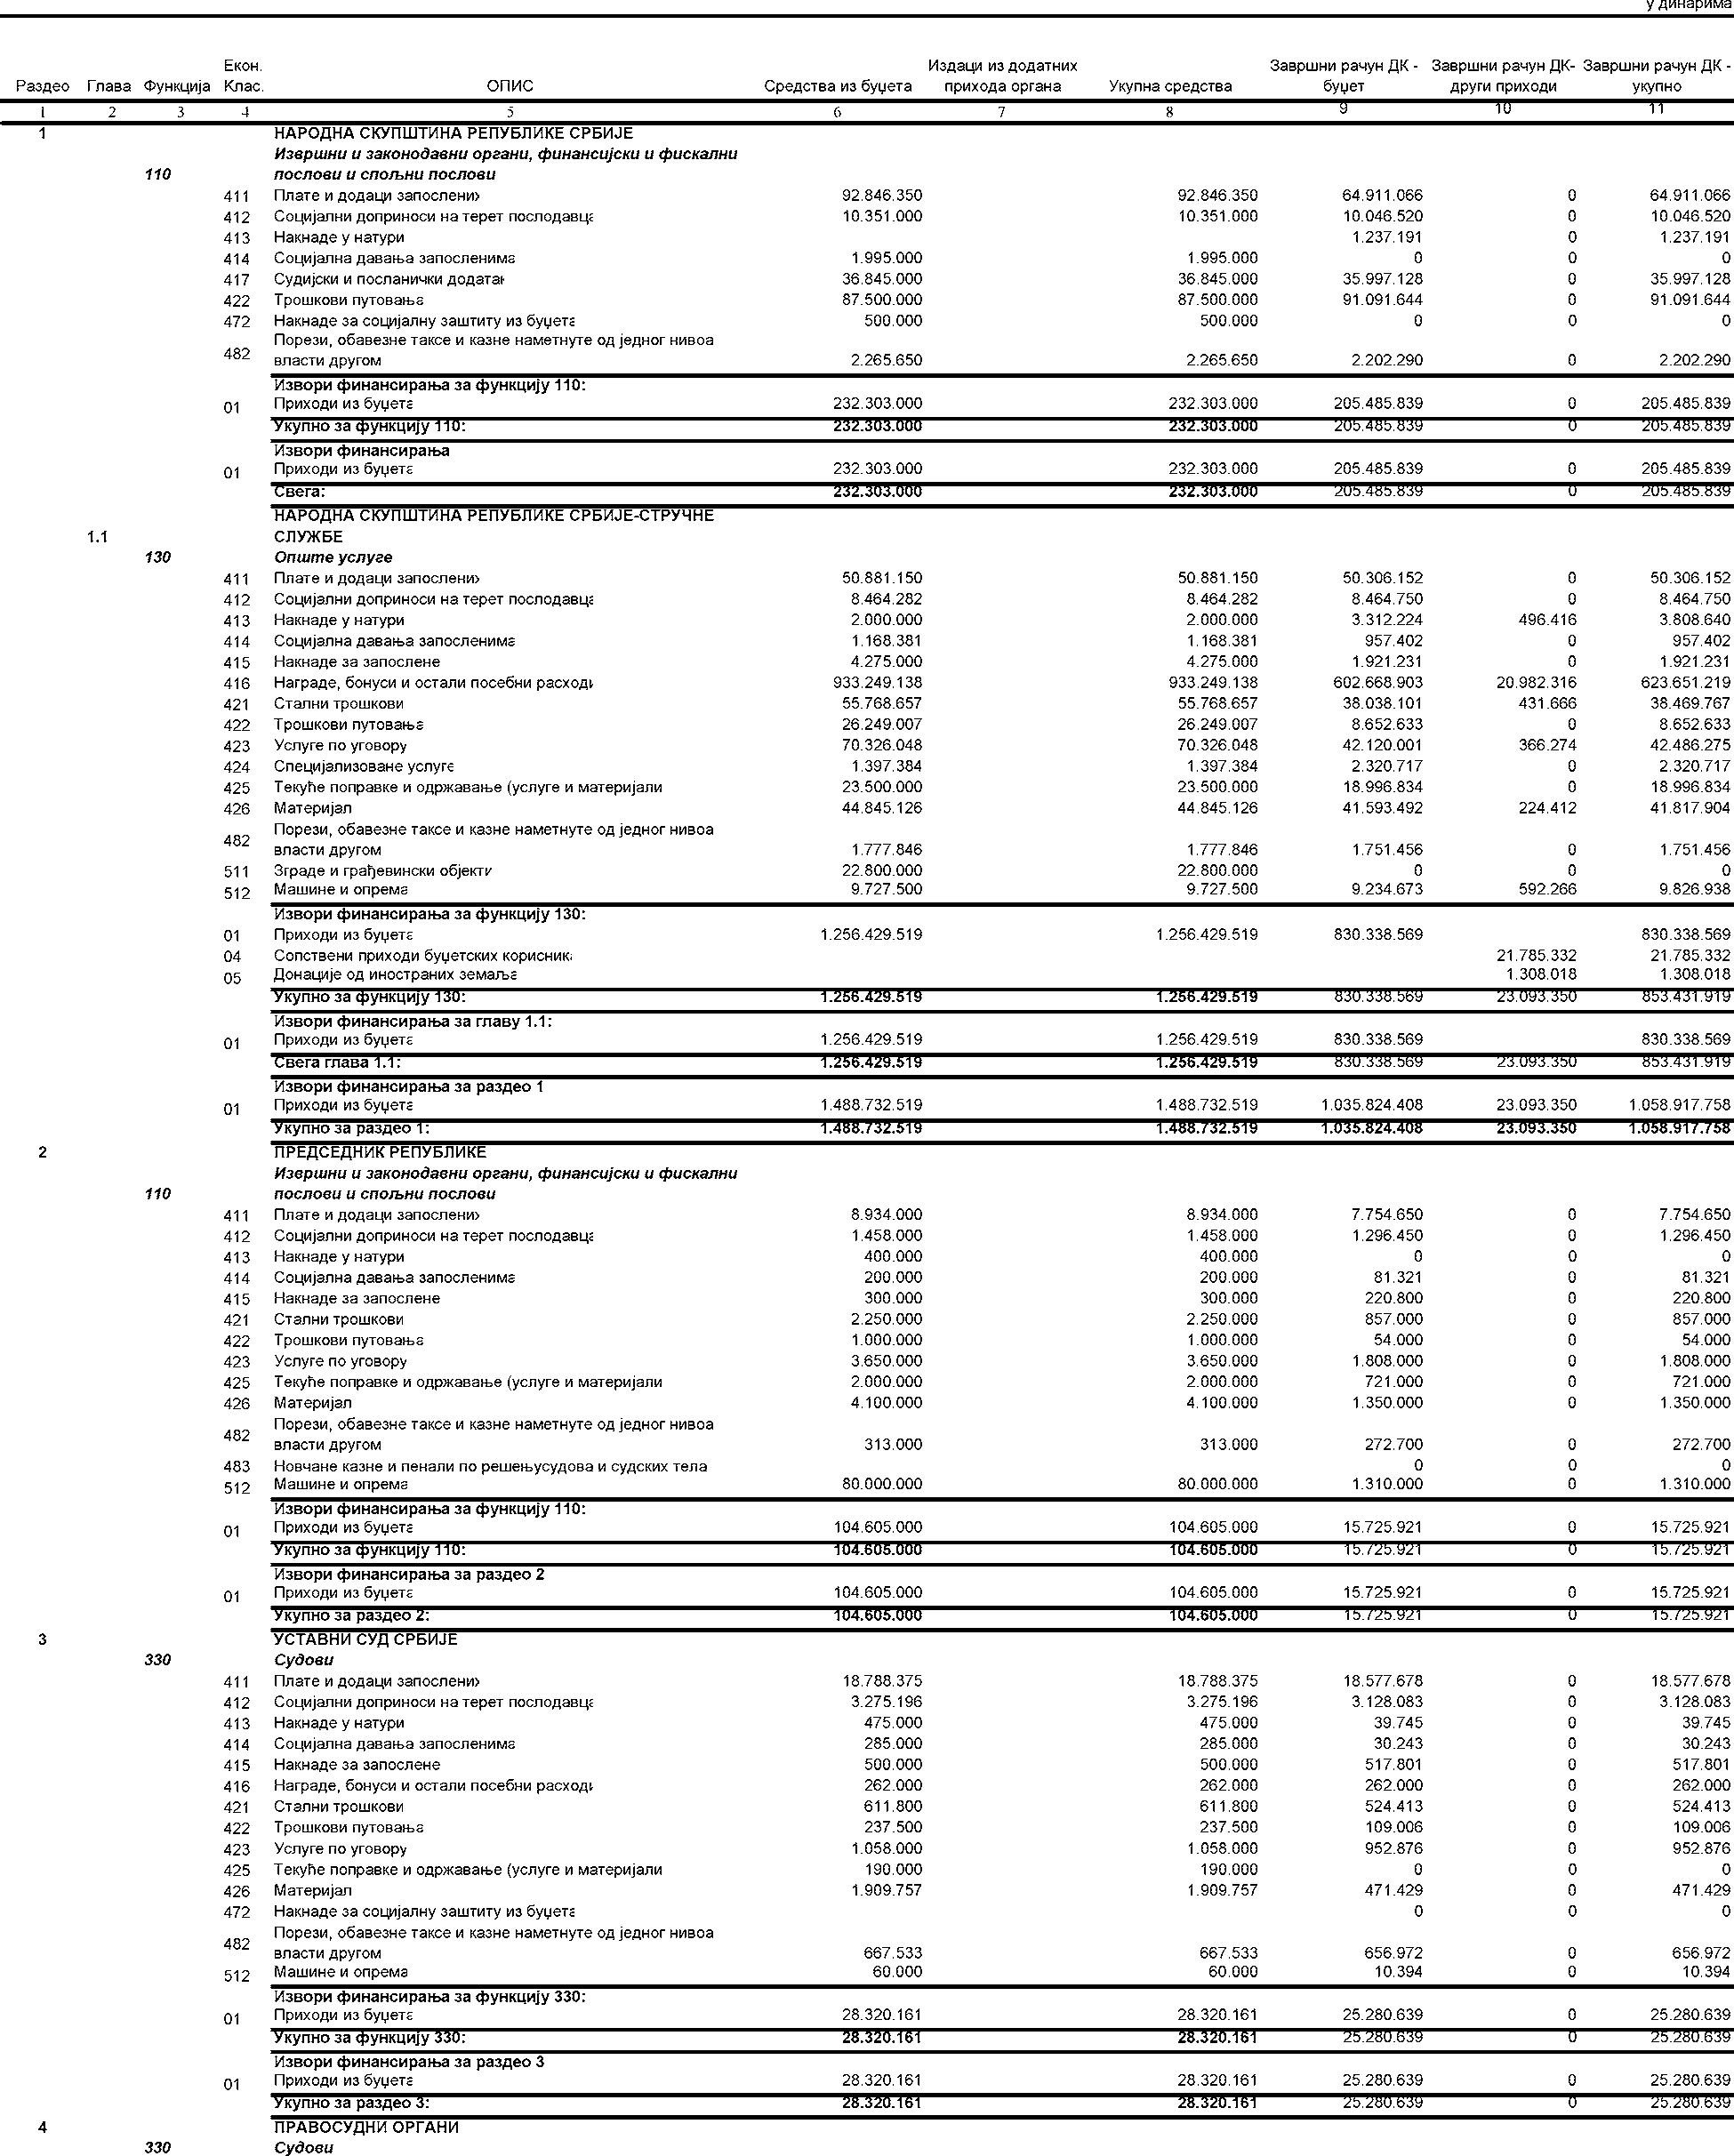 у динарима
Раздео Глава Функција Екон. Клас. ОПИС Средства из буџета Издаци из додатних прихода органа Укупна средства Завршни рачун ДК - буџет Завршни рачун ДК- други приходи Завршни рачун ДК - укупно
1 2 3 4 5 6 7 8 9 10 11
1 НАРОДНА СКУПШТИНА РЕПУБЛИКЕ СРБИЈЕ
Извршни и законодавни органи, финансијски и фискални
110 послови и спољни послови
411 Плате и додаци запослених 92.846.350 92.846.350 64.911.066 0 64.911.066
412 Социјални доприноси на терет послодавца 10.351.000 10.351.000 10.046.520 0 10.046.520
413 Накнаде у натури 1.237.191 0 1.237.191
414 Социјална давања запосленима 1.995.000 1.995.000 0 0 0
417 Судијски и посланички додатак 36.845.000 36.845.000 35.997.128 0 35.997.128
422 Трошкови путовања 87.500.000 87.500.000 91.091.644 0 91.091.644
472 Накнаде за социјалну заштиту из буџета 500.000 500.000 0 0 0
Порези, обавезне таксе и казне наметнуте од једног нивоа
482 власти другом 2.265.650 2.265.650 2.202.290 0 2.202.290
Извори финансирања за функцију 110:
01 Приходи из буџета 232.303.000 232.303.000 205.485.839 0 205.485.839
Укупно за функцију 110: 232.303.000 232.303.000 205.485.839 0 205.485.839
Извори финансирања
01 Приходи из буџета 232.303.000 232.303.000 205.485.839 0 205.485.839
Свега: 232.303.000 232.303.000 205.485.839 0 205.485.839
НАРОДНА СКУПШТИНА РЕПУБЛИКЕ СРБИЈЕ-СТРУЧНЕ
1.1 СЛУЖБЕ
130 Опште услуге
411 Плате и додаци запослених 50.881.150 50.881.150 50.306.152 0 50.306.152
412 Социјални доприноси на терет послодавца 8.464.282 8.464.282 8.464.750 0 8.464.750
413 Накнаде у натури 2.000.000 2.000.000 3.312.224 496.416 3.808.640
414 Социјална давања запосленима 1.168.381 1.168.381 957.402 0 957.402
415 Накнаде за запослене 4.275.000 4.275.000 1.921.231 0 1.921.231
416 Награде, бонуси и остали посебни расходи 933.249.138 933.249.138 602.668.903 20.982.316 623.651.219
421 Стални трошкови 55.768.657 55.768.657 38.038.101 431.666 38.469.767
422 Трошкови путовања 26.249.007 26.249.007 8.652.633 0 8.652.633
423 Услуге по уговору 70.326.048 70.326.048 42.120.001 366.274 42.486.275
424 Специјализоване услуге 1.397.384 1.397.384 2.320.717 0 2.320.717
425 Текуће поправке и одржавање (услуге и материјали 23.500.000 23.500.000 18.996.834 0 18.996.834
426 Материјал 44.845.126 44.845.126 41.593.492 224.412 41.817.904
Порези, обавезне таксе и казне наметнуте од једног нивоа
482 власти другом 1.777.846 1.777.846 1.751.456 0 1.751.456
511 Зграде и грађевински објекти 22.800.000 22.800.000 0 0 0
512 Машине и опрема 9.727.500 9.727.500 9.234.673 592.266 9.826.938
Извори финансирања за функцију 130:
01 Приходи из буџета 1.256.429.519 1.256.429.519 830.338.569 830.338.569
04 Сопствени приходи буџетских корисника 21.785.332 21.785.332
05 Донације од иностраних земаља 1.308.018 1.308.018
Укупно за функцију 130: 1.256.429.519 1.256.429.519 830.338.569 23.093.350 853.431.919
Извори финансирања за главу 1.1:
01 Приходи из буџета 1.256.429.519 1.256.429.519 830.338.569 830.338.569
Свега глава 1.1: 1.256.429.519 1.256.429.519 830.338.569 23.093.350 853.431.919
Извори финансирања за раздео 1
01 Приходи из буџета 1.488.732.519 1.488.732.519 1.035.824.408 23.093.350 1.058.917.758
Укупно за раздео 1: 1.488.732.519 1.488.732.519 1.035.824.408 23.093.350 1.058.917.758
2 ПРЕДСЕДНИК РЕПУБЛИКЕ
Извршни и законодавни органи, финансијски и фискални
110 послови и спољни послови
411 Плате и додаци запослених 8.934.000 8.934.000 7.754.650 0 7.754.650
412 Социјални доприноси на терет послодавца 1.458.000 1.458.000 1.296.450 0 1.296.450
413 Накнаде у натури 400.000 400.000 0 0 0
414 Социјална давања запосленима 200.000 200.000 81.321 0 81.321
415 Накнаде за запослене 300.000 300.000 220.800 0 220.800
421 Стални трошкови 2.250.000 2.250.000 857.000 0 857.000
422 Трошкови путовања 1.000.000 1.000.000 54.000 0 54.000
423 Услуге по уговору 3.650.000 3.650.000 1.808.000 0 1.808.000
425 Текуће поправке и одржавање (услуге и материјали 2.000.000 2.000.000 721.000 0 721.000
426 Материјал 4.100.000 4.100.000 1.350.000 0 1.350.000
Порези, обавезне таксе и казне наметнуте од једног нивоа
482 власти другом 313.000 313.000 272.700 0 272.700
483 Новчане казне и пенали по решењусудова и судских тела 0 0 0
512 Машине и опрема 80.000.000 80.000.000 1.310.000 0 1.310.000
Извори финансирања за функцију 110:
01 Приходи из буџета 104.605.000 104.605.000 15.725.921 0 15.725.921
Укупно за функцију 110: 104.605.000 104.605.000 15.725.921 0 15.725.921
Извори финансирања за раздео 2
01 Приходи из буџета 104.605.000 104.605.000 15.725.921 0 15.725.921
Укупно за раздео 2: 104.605.000 104.605.000 15.725.921 0 15.725.921
3 УСТАВНИ СУД СРБИЈЕ
330 Судови
411 Плате и додаци запослених 18.788.375 18.788.375 18.577.678 0 18.577.678
412 Социјални доприноси на терет послодавца 3.275.196 3.275.196 3.128.083 0 3.128.083
413 Накнаде у натури 475.000 475.000 39.745 0 39.745
414 Социјална давања запосленима 285.000 285.000 30.243 0 30.243
415 Накнаде за запослене 500.000 500.000 517.801 0 517.801
416 Награде, бонуси и остали посебни расходи 262.000 262.000 262.000 0 262.000
421 Стални трошкови 611.800 611.800 524.413 0 524.413
422 Трошкови путовања 237.500 237.500 109.006 0 109.006
423 Услуге по уговору 1.058.000 1.058.000 952.876 0 952.876
425 Текуће поправке и одржавање (услуге и материјали 190.000 190.000 0 0 0
426 Материјал 1.909.757 1.909.757 471.429 0 471.429
472 Накнаде за социјалну заштиту из буџета 0 0 0
Порези, обавезне таксе и казне наметнуте од једног нивоа
482 власти другом 667.533 667.533 656.972 0 656.972
512 Машине и опрема 60.000 60.000 10.394 0 10.394
Извори финансирања за функцију 330:
01 Приходи из буџета 28.320.161 28.320.161 25.280.639 0 25.280.639
Укупно за функцију 330: 28.320.161 28.320.161 25.280.639 0 25.280.639
Извори финансирања за раздео 3
01 Приходи из буџета 28.320.161 28.320.161 25.280.639 0 25.280.639
Укупно за раздео 3: 28.320.161 28.320.161 25.280.639 0 25.280.639
4 ПРАВОСУДНИ ОРГАНИ
330 Судови